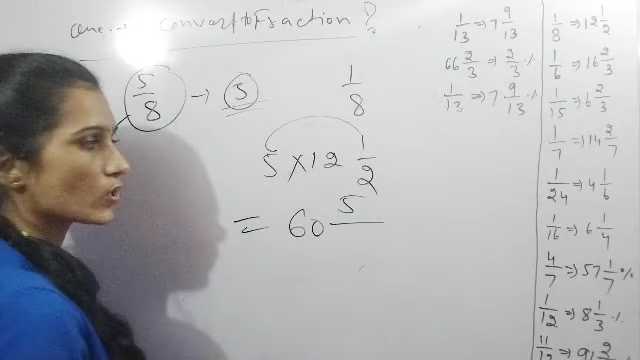 Convert to Fraction ?
5/8 → 5
1/8
5 × 12 1/2
= 60 5/
1/13 ⇒ 7 9/13
66 2/3 ⇒ 2/3 %
1/13 ⇒ 7 9/13 %
1/8 ⇒ 12 1/2
1/6 ⇒ 16 2/3
1/15 ⇒ 6 2/3
1/7 ⇒ 14 2/7
1/24 ⇒ 4 1/6
1/16 ⇒ 6 1/4
4/7 ⇒ 57 1/7 %
1/12 ⇒ 8 1/3 %
11/12 ⇒ 91 2